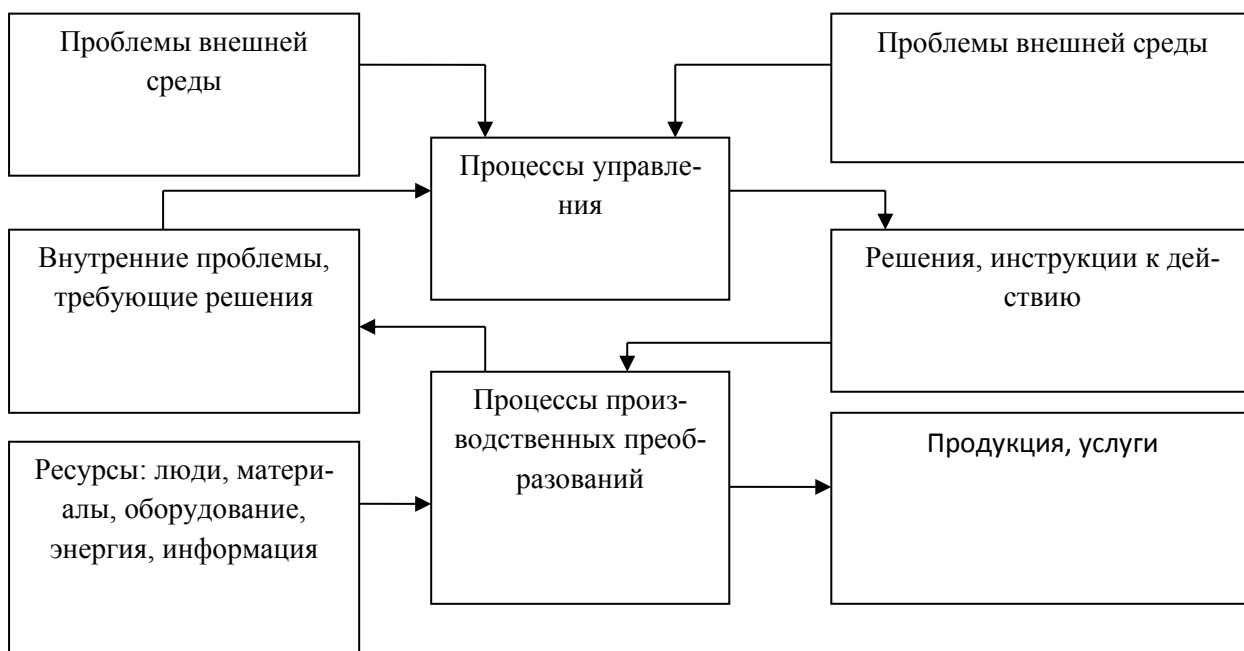 Проблемы внешней
среды
Проблемы внешней среды
Процессы управле-
ния
Внутренние проблемы,
требующие решения
Решения, инструкции к дей-
ствию
Процессы произ-
водственных преоб-
разований
Ресурсы: люди, матери-
алы, оборудование,
энергия, информация
Продукция, услуги